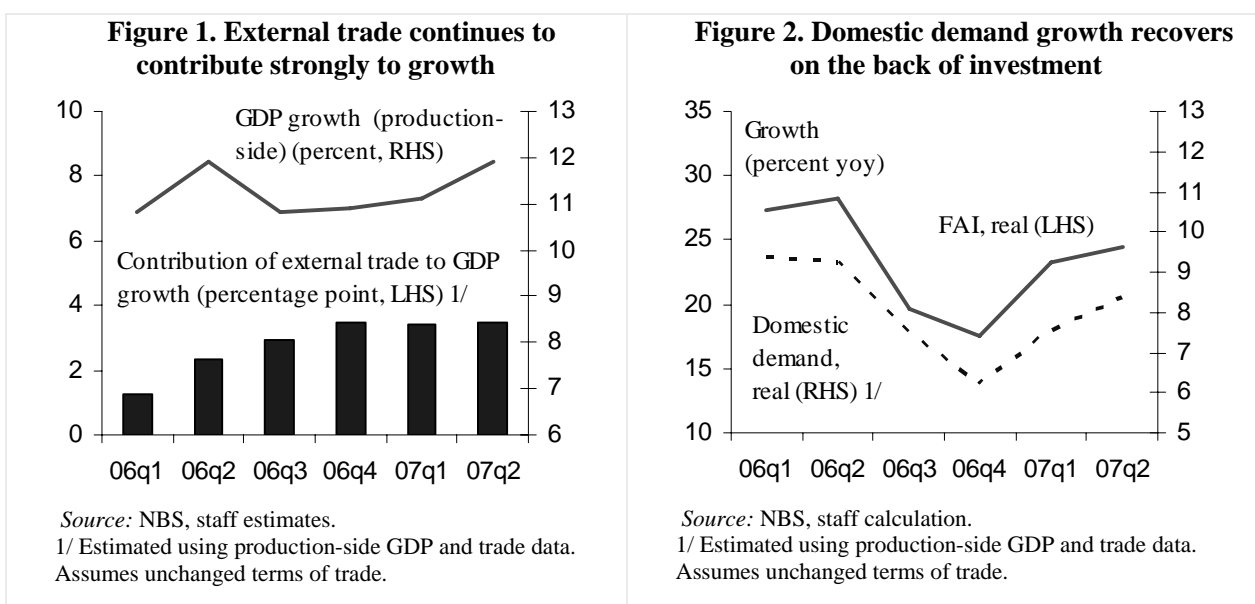 Figure 1. External trade continues to
contribute strongly to growth
10
8
6
4
2
0
13
12
11
10
9
8
7
6
GDP growth (production-
side) (percent, RHS)
Contribution of external trade to GDP
growth (percentage point, LHS) 1/
06q1 06q2 06q3 06q4 07q1 07q2
Source: NBS, staff estimates.
1/ Estimated using production-side GDP and trade data.
Assumes unchanged terms of trade.
Figure 2. Domestic demand growth recovers
on the back of investment
35
30
25
20
15
10
13
12
11
10
9
8
7
6
5
Growth
(percent yoy)
FAI, real (LHS)
Domestic
demand,
real (RHS) 1/
06q1 06q2 06q3 06q4 07q1 07q2
Source: NBS, staff calculation.
1/ Estimated using production-side GDP and trade data.
Assumes unchanged terms of trade.